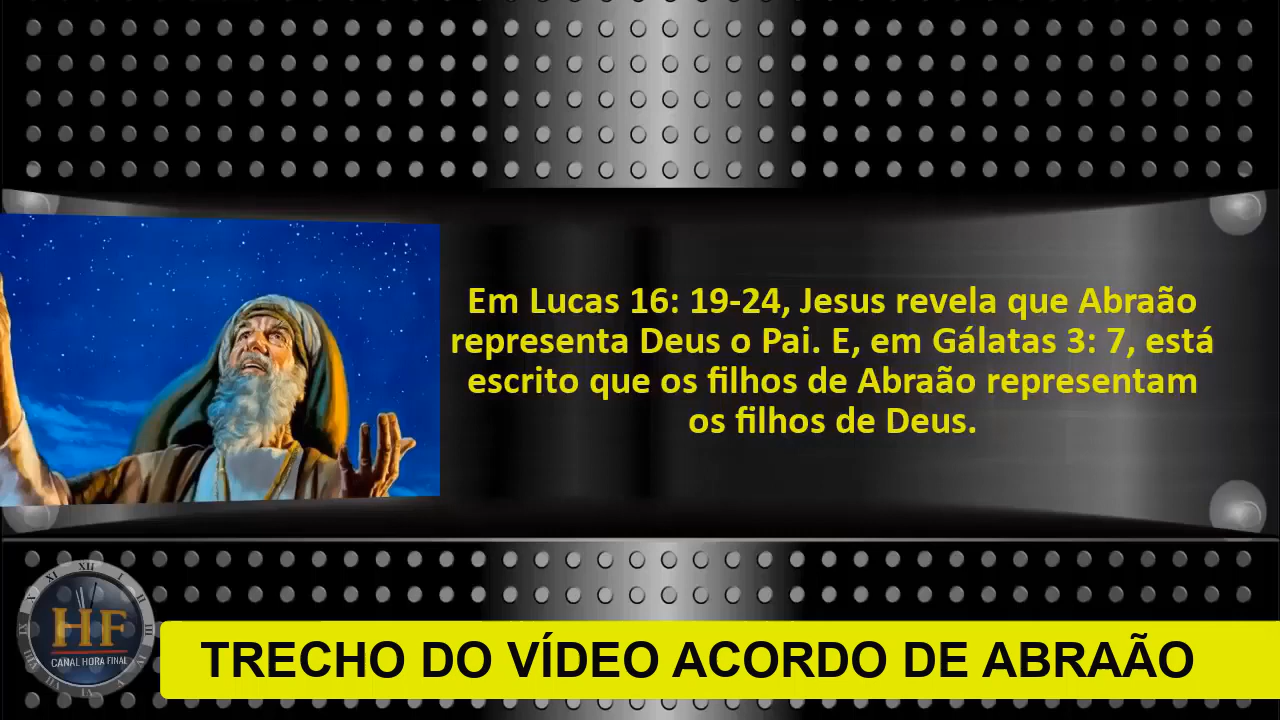 Em Lucas 16: 19-24, Jesus revela que Abraão
representa Deus o Pai. E, em Gálatas 3: 7, está
escrito que os filhos de Abraão representam
os filhos de Deus.
HF
CANAL HORA FINAL
TRECHO DO VÍDEO ACORDO DE ABRAÃO